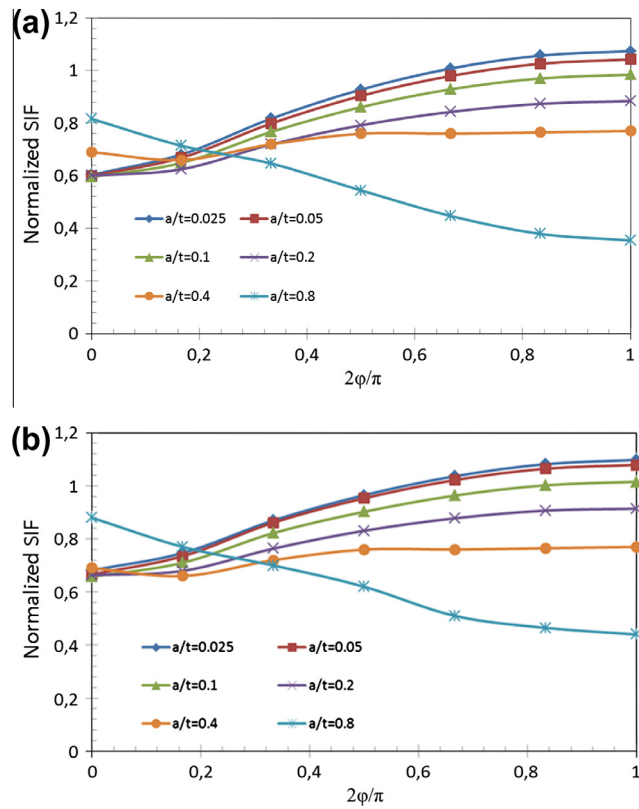 (a)
1,2
1
0,8
0,6
0,4
0,2
0
Normalized SIF
a/t=0.025 a/t=0.05
a/t=0.1 a/t=0.2
a/t=0.4 a/t=0.8
0 0,2 0,4 0,6 0,8 1
2φ/π
(b)
1,2
1
0,8
0,6
0,4
0,2
0
Normalized SIF
a/t=0.025 a/t=0.05
a/t=0.1 a/t=0.2
a/t=0.4 a/t=0.8
0 0,2 0,4 0,6 0,8 1
2φ/π